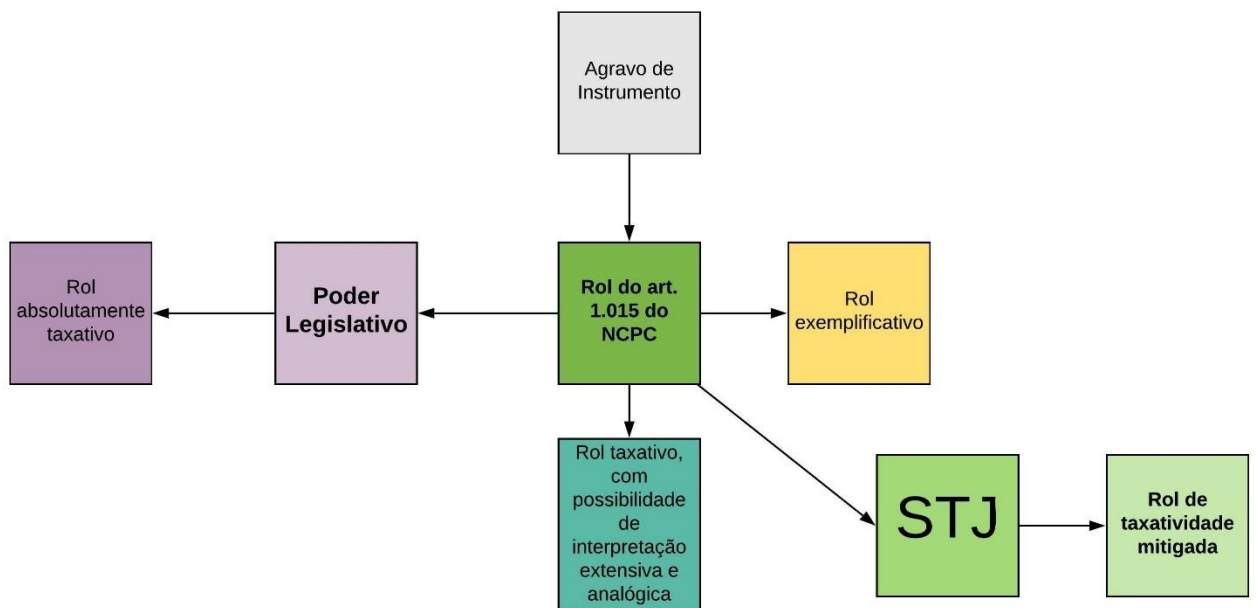 Agravo de
Instrumento
Rol
absolutamente
taxativo
Poder
Legislativo
Rol do art.
1.015 do
NCPC
Rol
exemplificativo
Rol taxativo,
com
possibilidade
de
interpretação
extensiva e
analógica
STJ
Rol de
taxatividade
mitigada